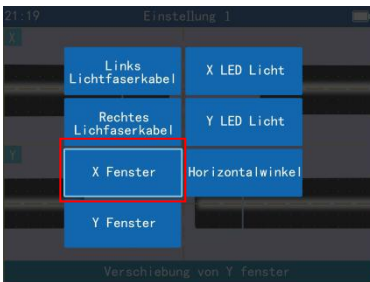 21:19
Einstellung 1
X
Links
Lichtfaserkabel
X LED Licht
Rechtes
Lichfaserkabel
Y LED Licht
Y
X Fenster
Horizontalwinkel
Y Fenster
Verschiebung von Y fenster